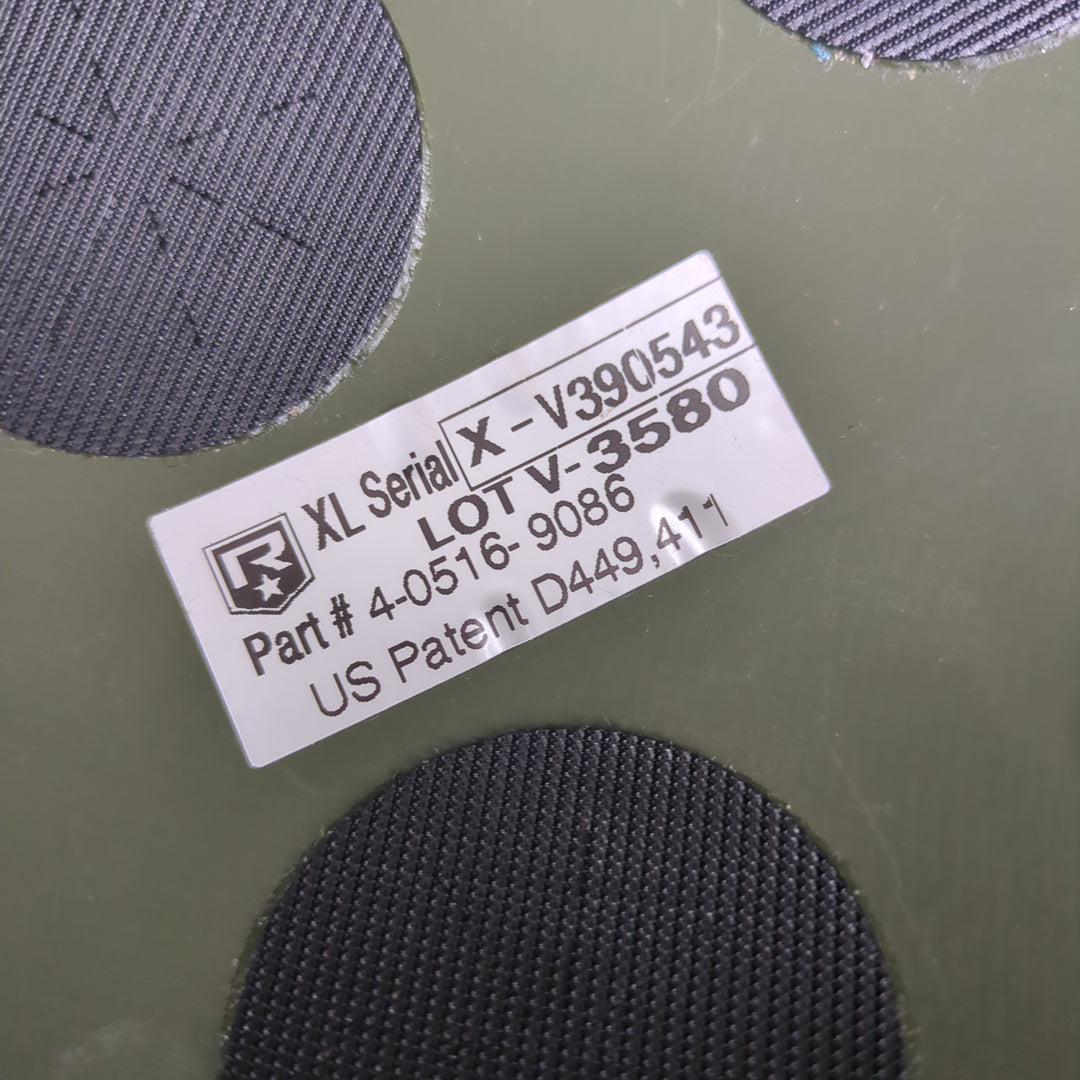 XL Serial X - V390543
LOT V- 3580
Part # 4-0516- 9086
US Patent D449,411